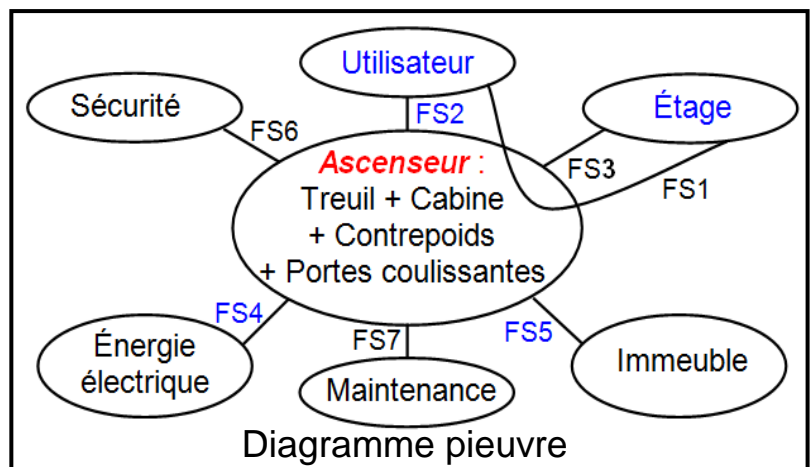 Utilisateur
Sécurité
Étage
FS6
FS2
FS3
FS1
Ascenseur :
Treuil + Cabine
+ Contrepoids
+ Portes coulissantes
FS4
FS7
FS5
Énergie
électrique
Maintenance
Immeuble
Diagramme pieuvre